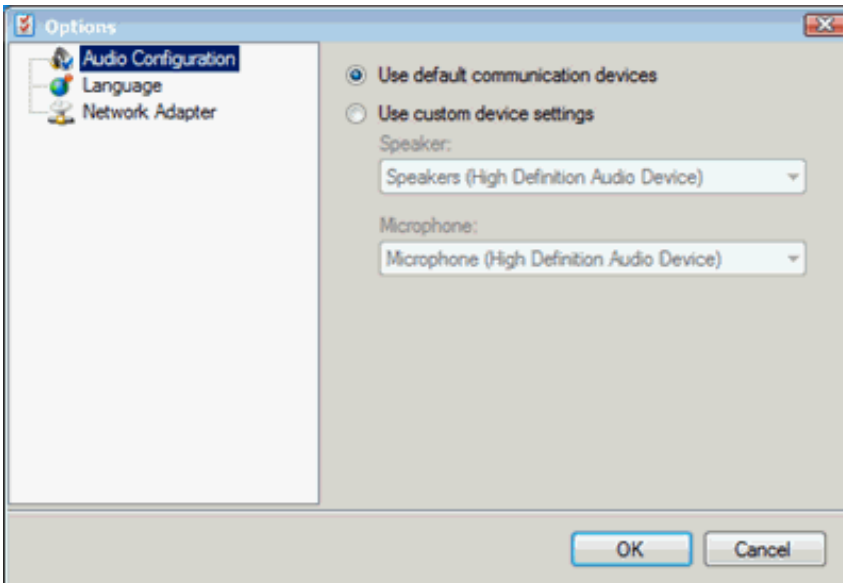 Options
Audio Configuration
Language
Network Adapter
Use default communication devices
Use custom device settings
Speaker:
Speakers (High Definition Audio Device)
Microphone:
Microphone (High Definition Audio Device)
OK
Cancel